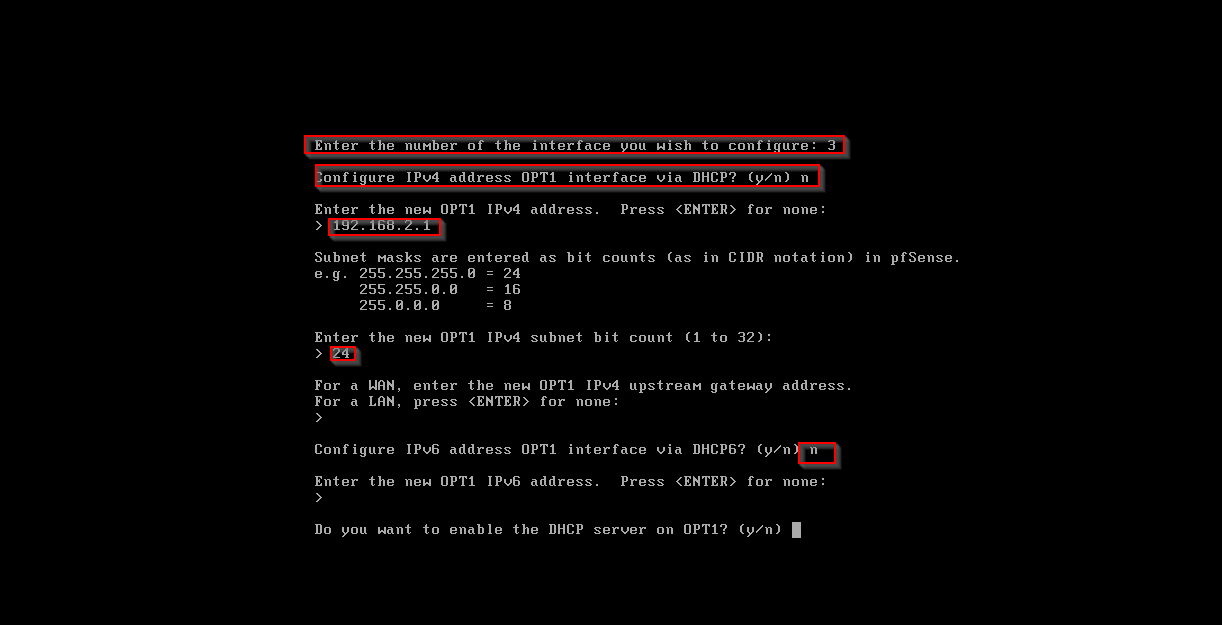 Enter the number of the interface you wish to configure: 3
Configure IPv4 address OPT1 interface via DHCP? (y/n) n
Enter the new OPT1 IPv4 address.  Press <ENTER> for none:
> 192.168.2.1
Subnet masks are entered as bit counts (as in CIDR notation) in pfSense.
e.g. 255.255.255.0 = 24
     255.255.0.0   = 16
     255.0.0.0     = 8
Enter the new OPT1 IPv4 subnet bit count (1 to 32):
> 24
For a WAN, enter the new OPT1 IPv4 upstream gateway address.
For a LAN, press <ENTER> for none:
>
Configure IPv6 address OPT1 interface via DHCP6? (y/n) n
Enter the new OPT1 IPv6 address.  Press <ENTER> for none:
>
Do you want to enable the DHCP server on OPT1? (y/n)